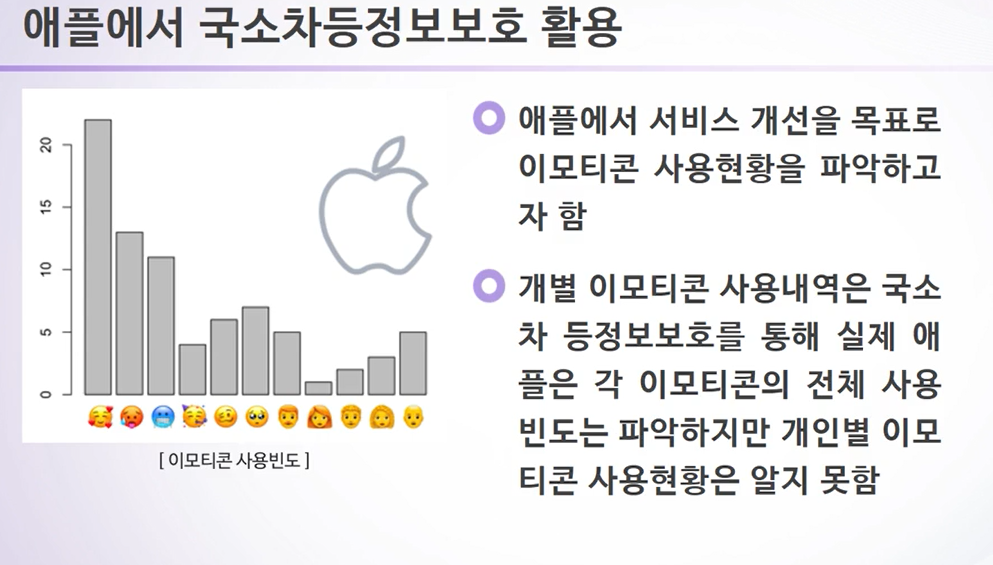 애플에서 국소차등정보보호 활용
20
15
10
5
0
[ 이모티콘 사용빈도 ]
애플에서 서비스 개선을 목표로
이모티콘 사용현황을 파악하고
자 함
개별 이모티콘 사용내역은 국소
차 등정보보호를 통해 실제 애
플은 각 이모티콘의 전체 사용
빈도는 파악하지만 개인별 이모
티콘 사용현황은 알지 못함